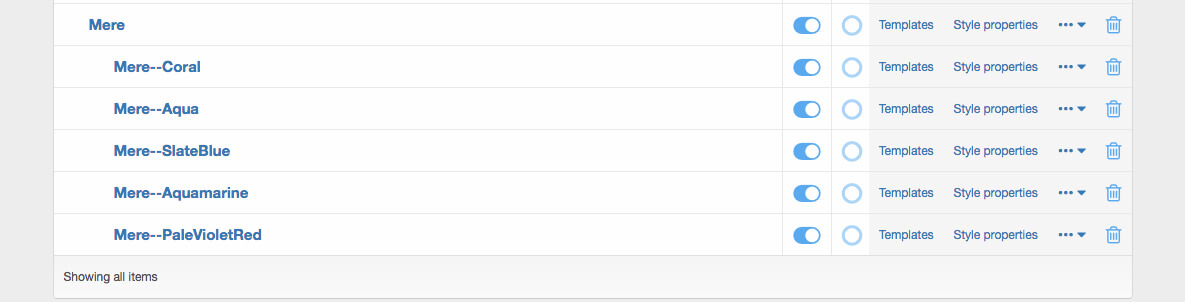 Mere Templates Style properties
Mere--Coral Templates Style properties
Mere--Aqua Templates Style properties
Mere--SlateBlue Templates Style properties
Mere--Aquamarine Templates Style properties
Mere--PaleVioletRed Templates Style properties
Showing all items